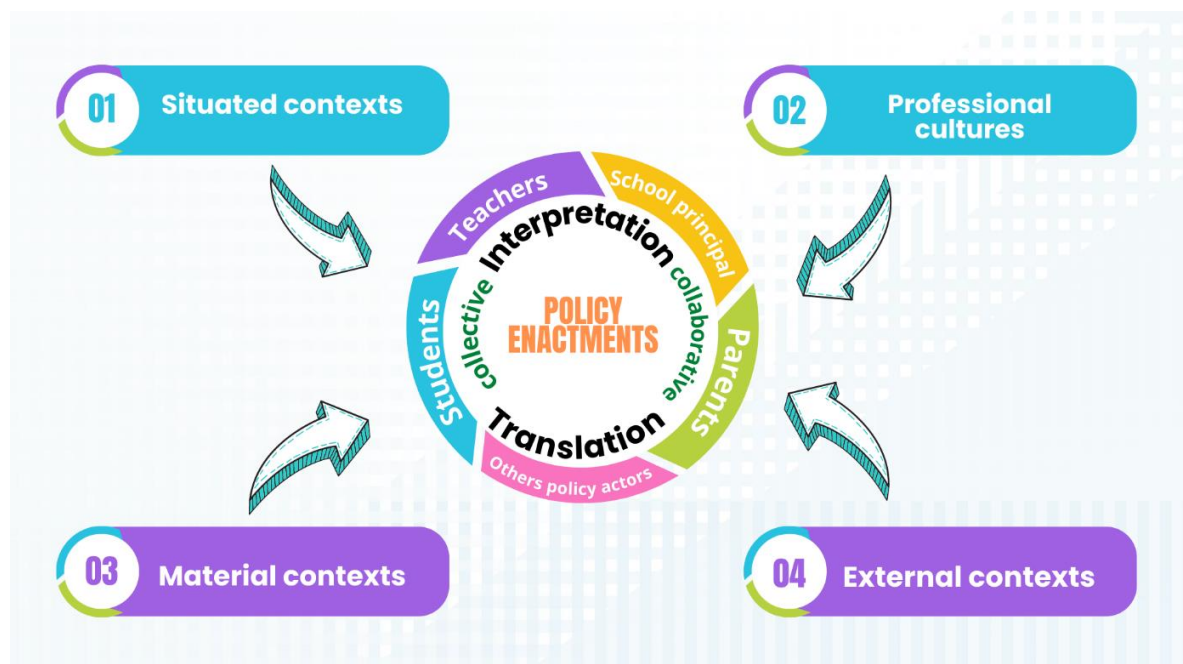 01
Situated contexts
02
Professional
cultures
Teachers
School principal
Interpretation
collective
collaborative
POLICY
ENACTMENTS
Students
Parents
Translation
Others policy actors
03
Material contexts
04
External contexts